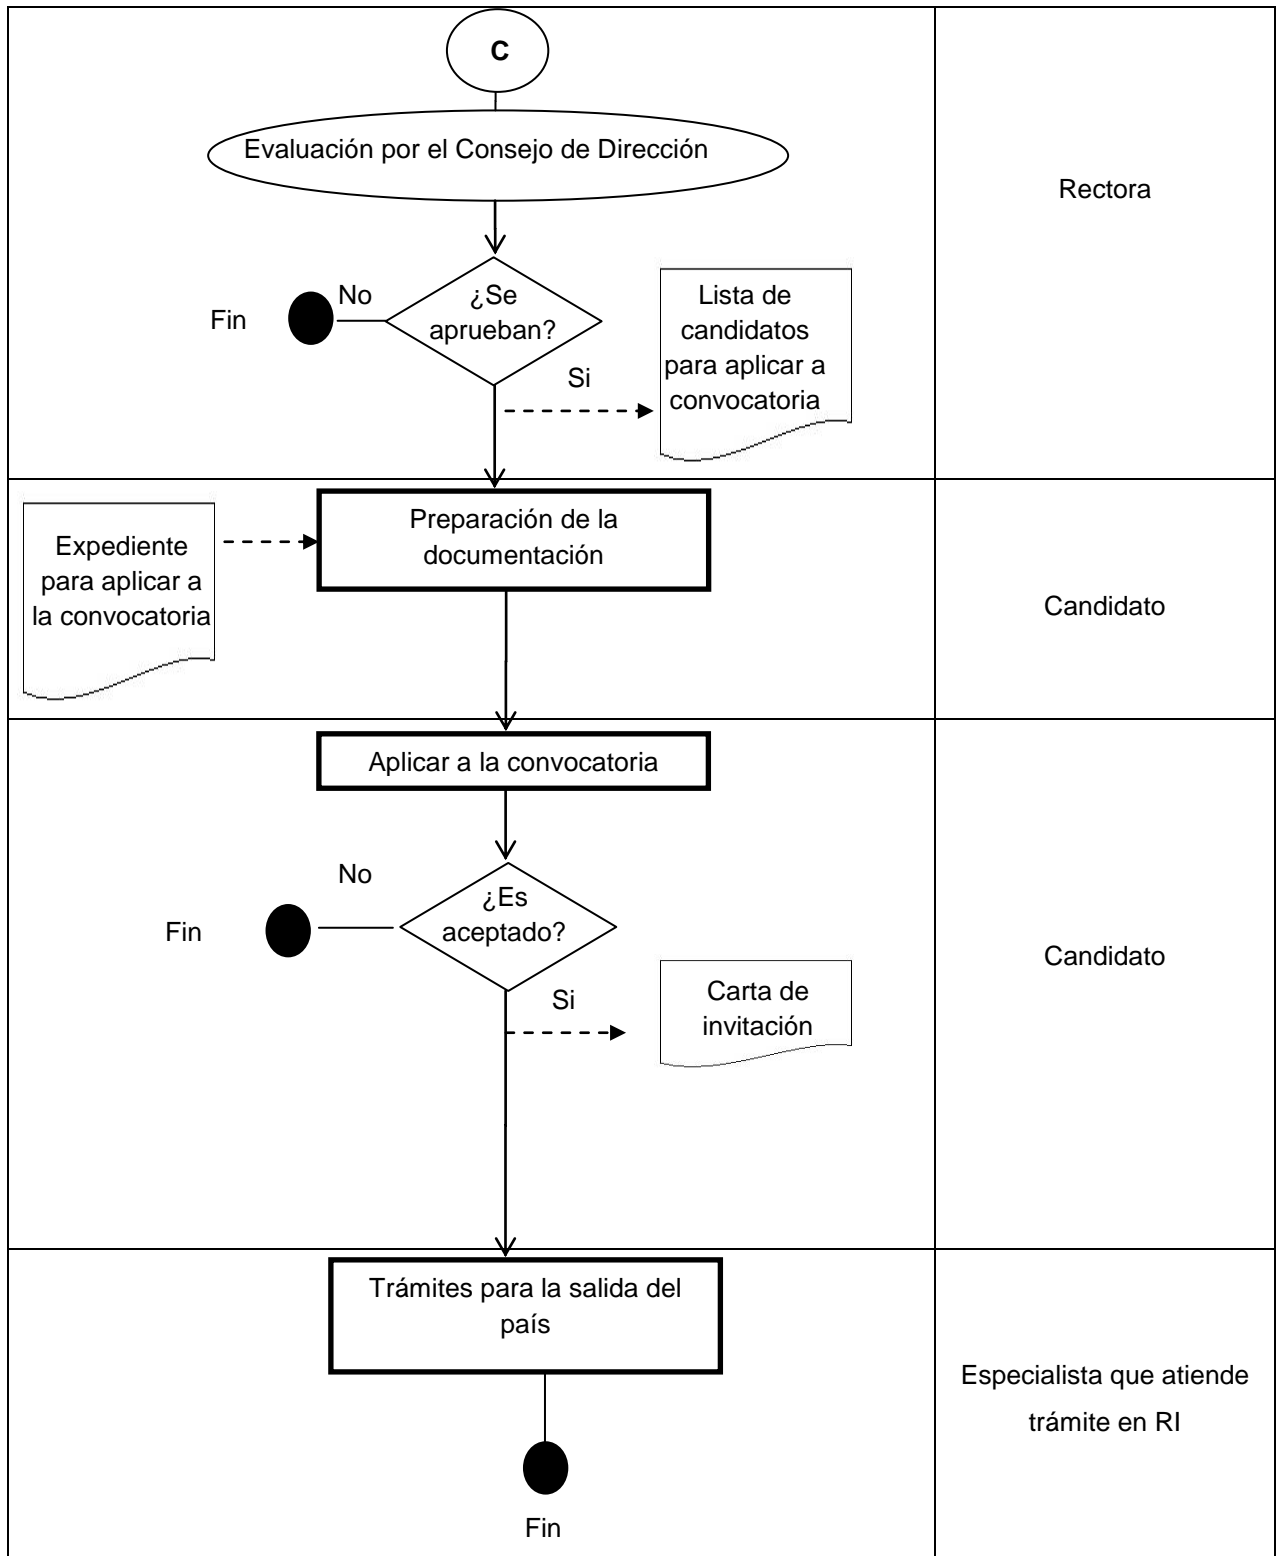 C
Evaluación por el Consejo de Dirección
Rectora
¿Se
aprueban?
No
Fin
Si
Lista de
candidatos
para aplicar a
convocatoria
Expediente
para aplicar a
la convocatoria
Preparación de la
documentación
Candidato
Aplicar a la convocatoria
No
¿Es
aceptado?
Fin
Si
Carta de
invitación
Candidato
Trámites para la salida del
país
Especialista que atiende
trámite en RI
Fin